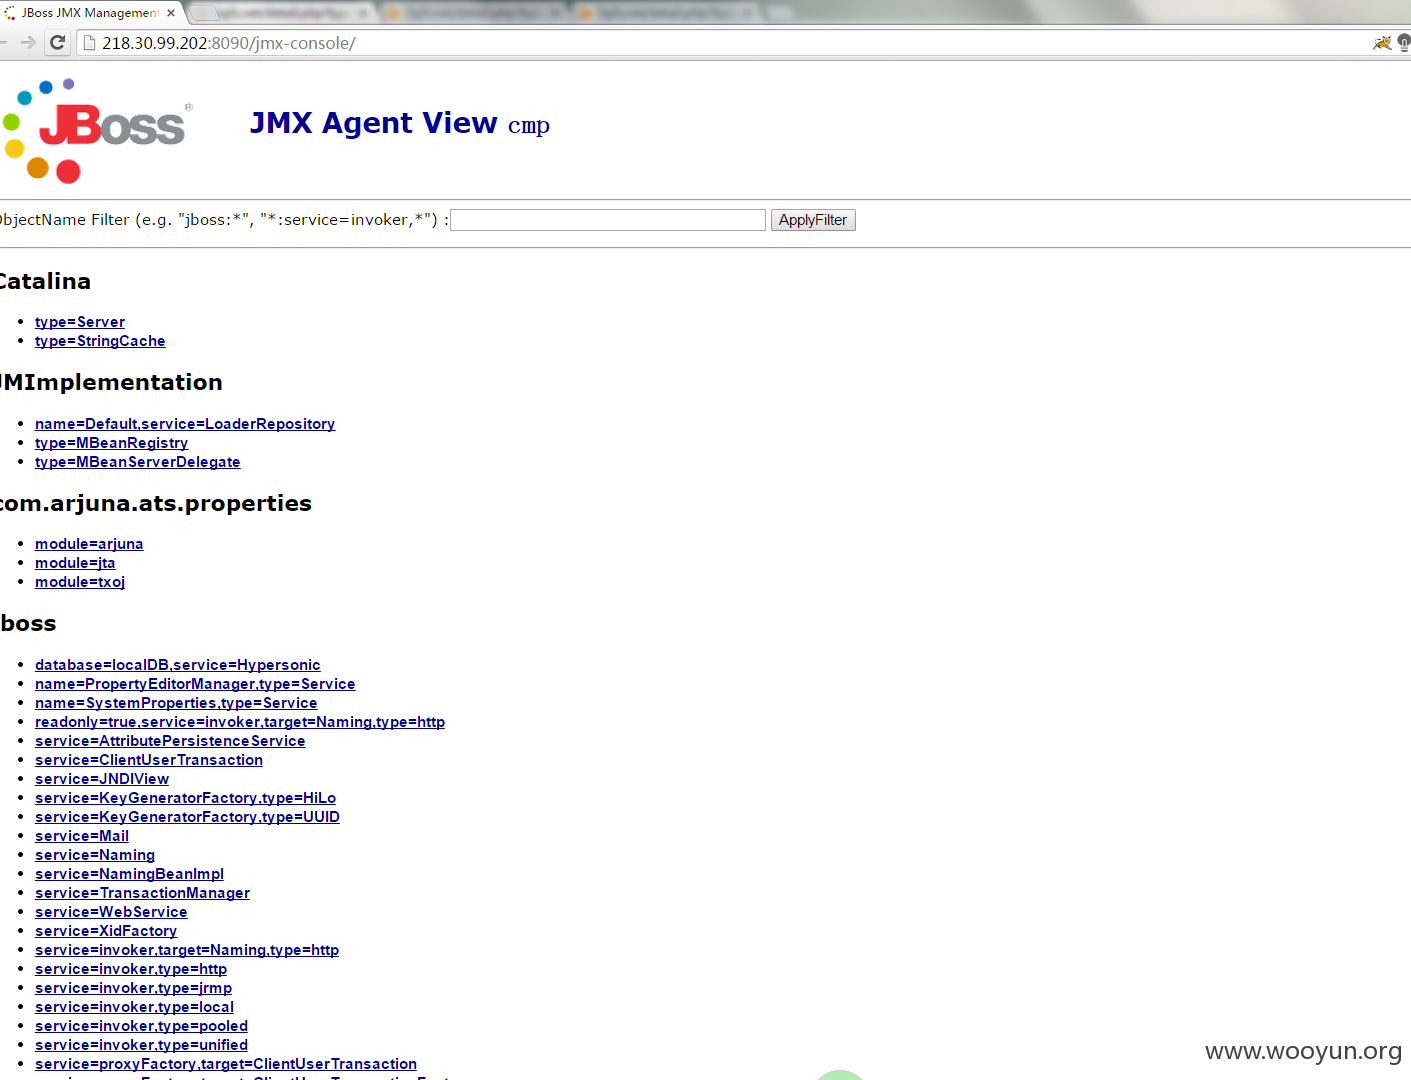 JBoss JMX Management
218.30.99.202:8090/jmx-console/
JBoss®
JMX Agent View cmp
ObjectName Filter (e.g. "jboss:*", "*:service=invoker,*") :
ApplyFilter
Catalina
type=Server
type=StringCache
JMImplementation
name=Default,service=LoaderRepository
type=MBeanRegistry
type=MBeanServerDelegate
com.arjuna.ats.properties
module=arjuna
module=jta
module=txoj
boss
database=localDB,service=Hypersonic
name=PropertyEditorManager,type=Service
name=SystemProperties,type=Service
readonly=true,service=invoker,target=Naming,type=http
service=AttributePersistenceService
service=ClientUserTransaction
service=JNDIView
service=KeyGeneratorFactory,type=HiLo
service=KeyGeneratorFactory,type=UUID
service=Mail
service=Naming
service=NamingBeanImpl
service=TransactionManager
service=WebService
service=XidFactory
service=invoker,target=Naming,type=http
service=invoker,type=http
service=invoker,type=jrmp
service=invoker,type=local
service=invoker,type=pooled
service=invoker,type=unified
service=proxyFactory,target=ClientUserTransaction
www.wooyun.org